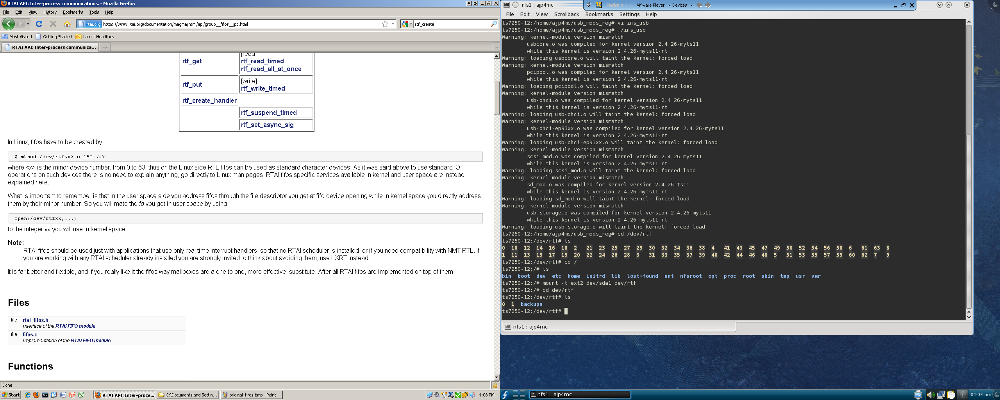 RTAI API: Inter-process communications. - Mozilla Firefox
File Edit View History Bookmarks Tools Help
rtai.org https://www.rtai.org/documentation/magma/html/api/group__fifos__ipc.html
rtf_create
Most Visited Getting Started Latest Headlines
RTAI API: Inter-process communica...
[read]
rtf_get rtf_read_timed
rtf_read_all_at_once
[write]
rtf_put rtf_write_timed
rtf_create_handler
rtf_suspend_timed
rtf_set_async_sig
In Linux, fifos have to be created by :
$ mknod /dev/rtf<x> c 150 <x>
where <x> is the minor device number, from 0 to 63; thus on the Linux side RTL fifos can be used as standard character devices. As it was said above to use standard IO
operations on such devices there is no need to explain anything, go directly to Linux man pages. RTAI fifos specific services available in kernel and user space are instead
explained here.
What is important to remember is that in the user space side you address fifos through the file descriptor you get at fifo device opening while in kernel space you directly address
them by their minor number. So you will mate the fd you get in user space by using
open(/dev/rtfxx,...)
to the integer xx you will use in kernel space.
Note:
RTAI fifos should be used just with applications that use only real time interrupt handlers, so that no RTAI scheduler is installed, or if you need compatibility with NMT RTL. If
you are working with any RTAI scheduler already installed you are strongly invited to think about avoiding them, use LXRT instead.
It is far better and flexible, and if you really like it the fifos way mailboxes are a one to one, more effective, substitute. After all RTAI fifos are implemented on top of them.
Files
file rtai_fifos.h
Interface of the RTAI FIFO module.
file fifos.c
Implementation of the RTAI FIFO module.
Functions
Done
Start
RTAI API: Inter-proce...
C:\Documents and Settin...
original_fifos.bmp - Paint
4:08 PM
nfs1 : ajp4mc
Fedora 11 VMware Player Devices
File Edit View Scrollback Bookmarks Settings Help
ts7250-12:/home/ajp4mc/usb_mods_reg# vi ins_usb
ts7250-12:/home/ajp4mc/usb_mods_reg# ./ins_usb
Warning: kernel-module version mismatch
usbcore.o was compiled for kernel version 2.4.26-myts11
while this kernel is version 2.4.26-myts11-rt
Warning: loading usbcore.o will taint the kernel: forced load
Warning: kernel-module version mismatch
pcipool.o was compiled for kernel version 2.4.26-myts11
while this kernel is version 2.4.26-myts11-rt
Warning: loading pcipool.o will taint the kernel: forced load
Warning: kernel-module version mismatch
usb-ohci.o was compiled for kernel version 2.4.26-myts11
while this kernel is version 2.4.26-myts11-rt
Warning: loading usb-ohci.o will taint the kernel: forced load
Warning: kernel-module version mismatch
usb-ohci-ep93xx.o was compiled for kernel version 2.4.26-myts11
while this kernel is version 2.4.26-myts11-rt
Warning: loading usb-ohci-ep93xx.o will taint the kernel: forced load
Warning: kernel-module version mismatch
scsi_mod.o was compiled for kernel version 2.4.26-myts11
while this kernel is version 2.4.26-myts11-rt
Warning: loading scsi_mod.o will taint the kernel: forced load
Warning: kernel-module version mismatch
sd_mod.o was compiled for kernel version 2.4.26-ts11
while this kernel is version 2.4.26-myts11-rt
Warning: loading sd_mod.o will taint the kernel: forced load
Warning: kernel-module version mismatch
usb-storage.o was compiled for kernel version 2.4.26-myts11
while this kernel is version 2.4.26-myts11-rt
Warning: loading usb-storage.o will taint the kernel: forced load
ts7250-12:/home/ajp4mc/usb_mods_reg# cd /dev/rtf
ts7250-12:/dev/rtf# ls
0 10 12 14 16 18 2 21 23 25 27 29 30 32 34 36 38 4 41 43 45 47 49 50 52 54 56 58 6 61 63 8
1 11 13 15 17 19 20 22 24 26 28 3 31 33 35 37 39 40 42 44 46 48 5 51 53 55 57 59 60 62 7 9
ts7250-12:/dev/rtf# cd /
ts7250-12:/# ls
bin boot dev etc home initrd lib lost+found mnt nfsroot opt proc root sbin tmp usr var
ts7250-12:/# mount -t ext2 dev/sda1 dev/rtf
ts7250-12:/# cd dev/rtf
ts7250-12:/dev/rtf# ls
0 1 backups
ts7250-12:/dev/rtf#
nfs1 : ajp4mc
nfs1 : ajp4mc
04:03 pm